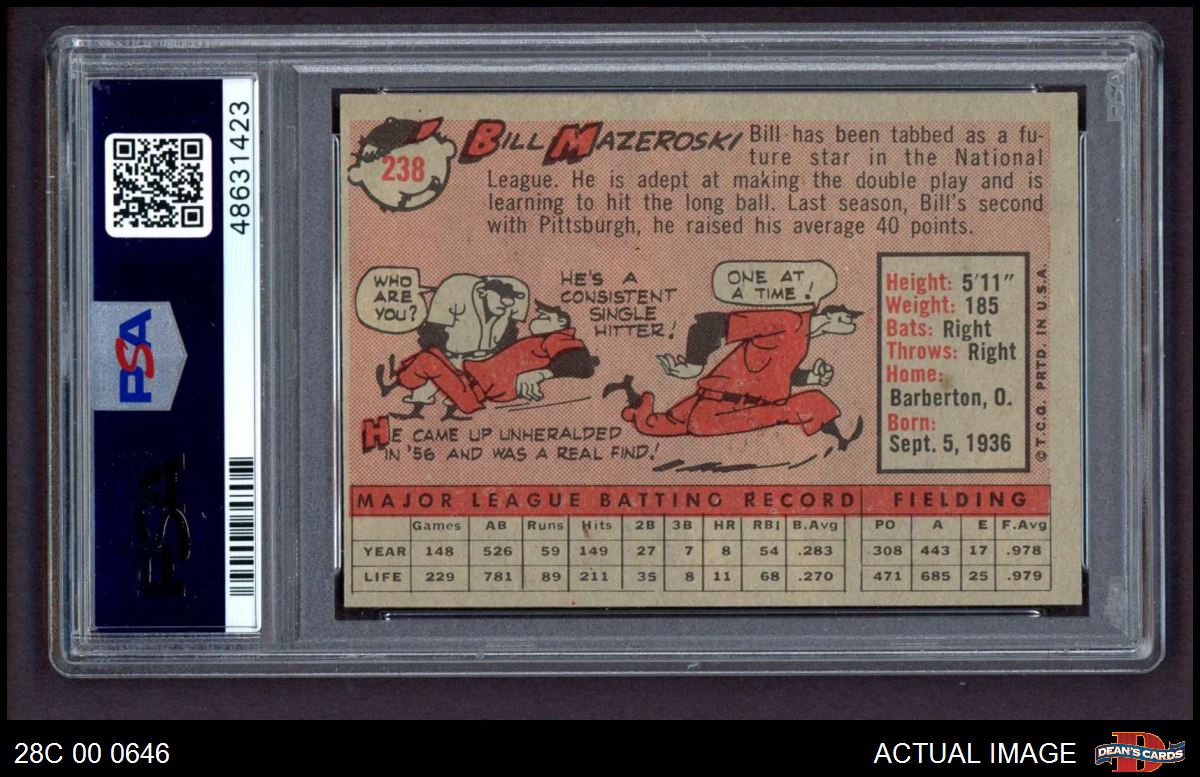 48631423
PSA
PSA
238
BILL MAZEROSKI
Bill has been tabbed as a fu-
ture star in the National
League. He is adept at making the double play and is
learning to hit the long ball. Last season, Bill's second
with Pittsburgh, he raised his average 40 points.
WHO
ARE
YOU?
HE'S A
CONSISTENT
SINGLE
HITTER!
ONE AT
A TIME!
HE CAME UP UNHERALDED
IN '56 AND WAS A REAL FIND!
Height: 5'11"
Weight: 185
Bats: Right
Throws: Right
Home:
Barberton, O.
Born:
Sept. 5, 1936
© T.C.G. PRTD. IN U.S.A.
MAJOR LEAGUE BATTING RECORD FIELDING
Games AB Runs Hits 2B 3B HR RBI B.Avg PO A E F.Avg
YEAR 148 526 59 149 27 7 8 54 .283 308 443 17 .978
LIFE 229 781 89 211 35 8 11 68 .270 471 685 25 .979
28C 00 0646
ACTUAL IMAGE
DEAN'S CARDS